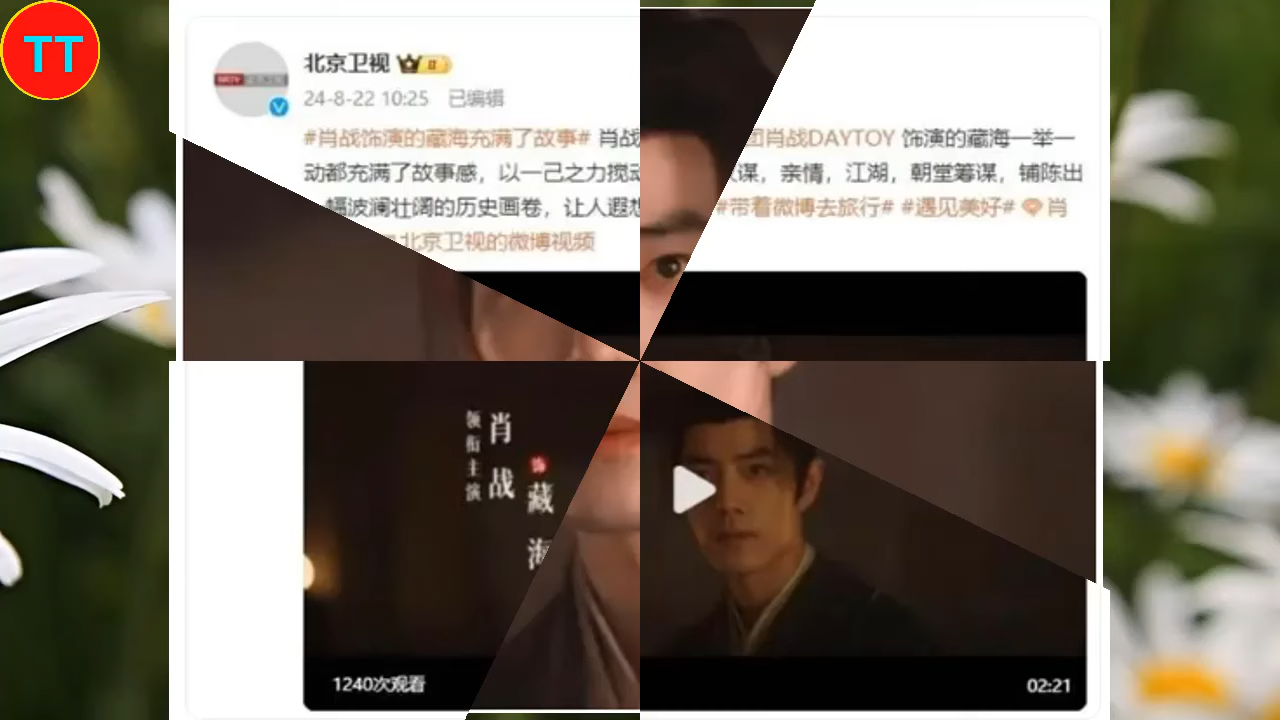 TT
北京卫视
24-8-22 10:25 已编辑
#肖战饰演的藏海充满了故事# 肖战 团肖战DAYTOY 饰演的藏海一举一
动都充满了故事感，以一己之力搅动 谋，亲情，江湖，朝堂筹谋，铺陈出
幅波澜壮阔的历史画卷，让人遐想 #带着微博去旅行# #遇见美好# 肖
北京卫视的微博视频
领衔主演
肖战
饰
藏海
1240次观看
02:21